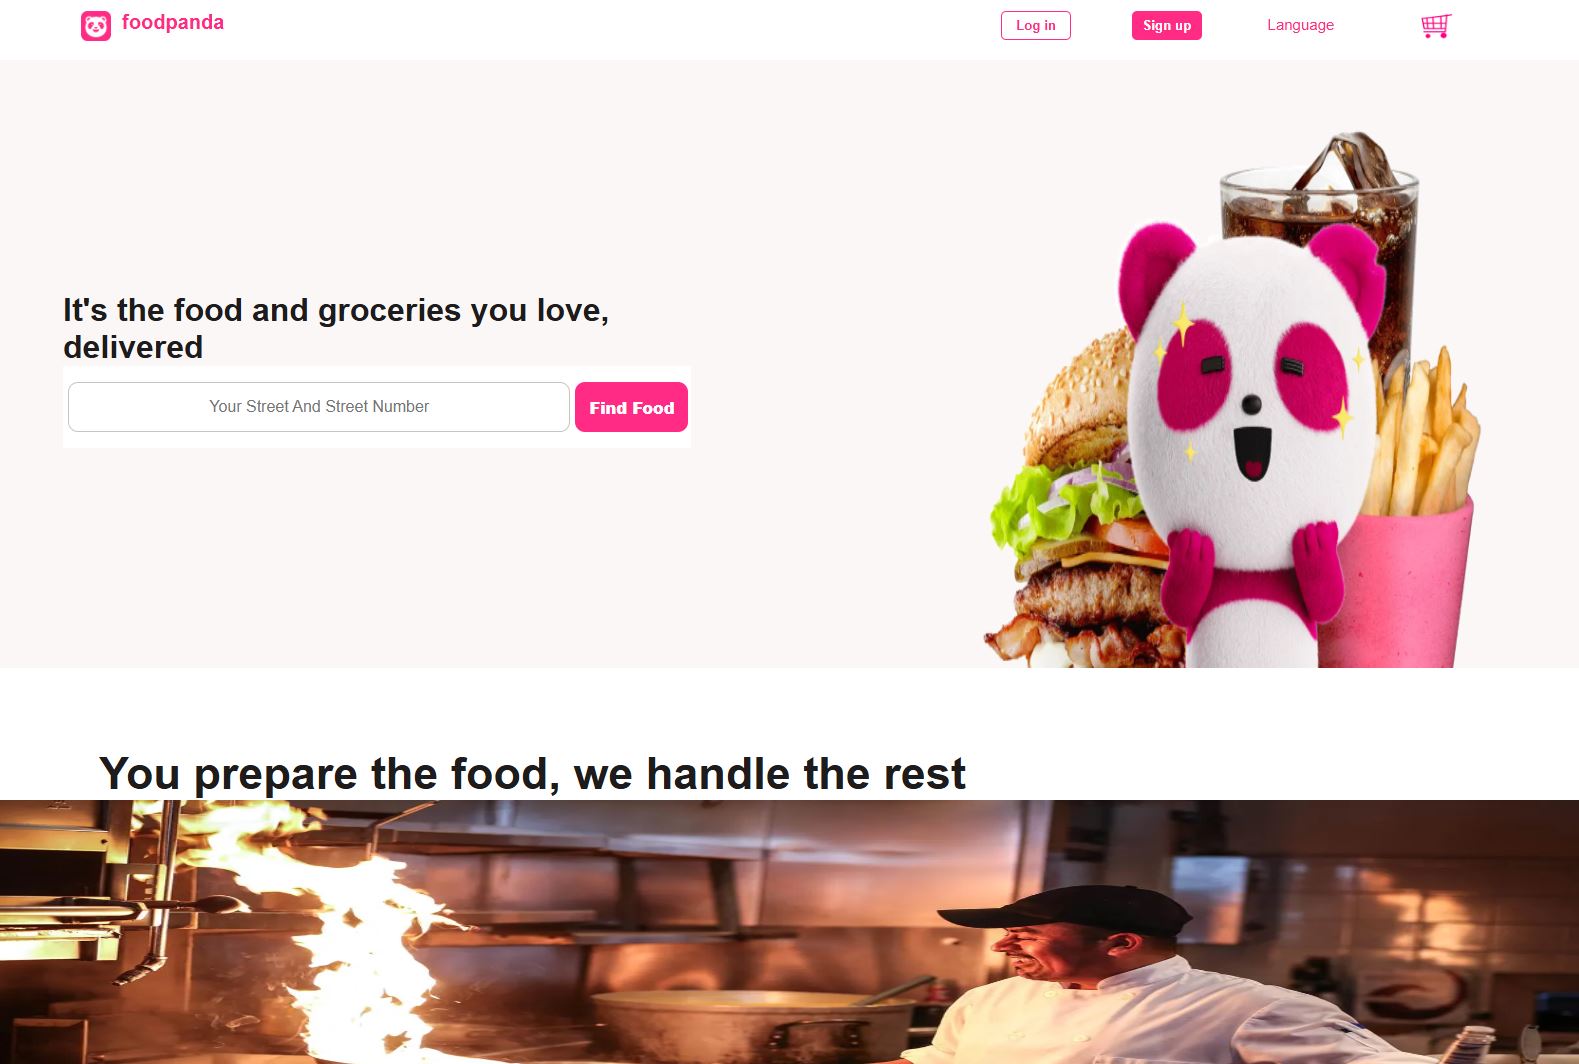 foodpanda
Log in
Sign up
Language
It's the food and groceries you love,
delivered
Your Street And Street Number
Find Food
You prepare the food, we handle the rest